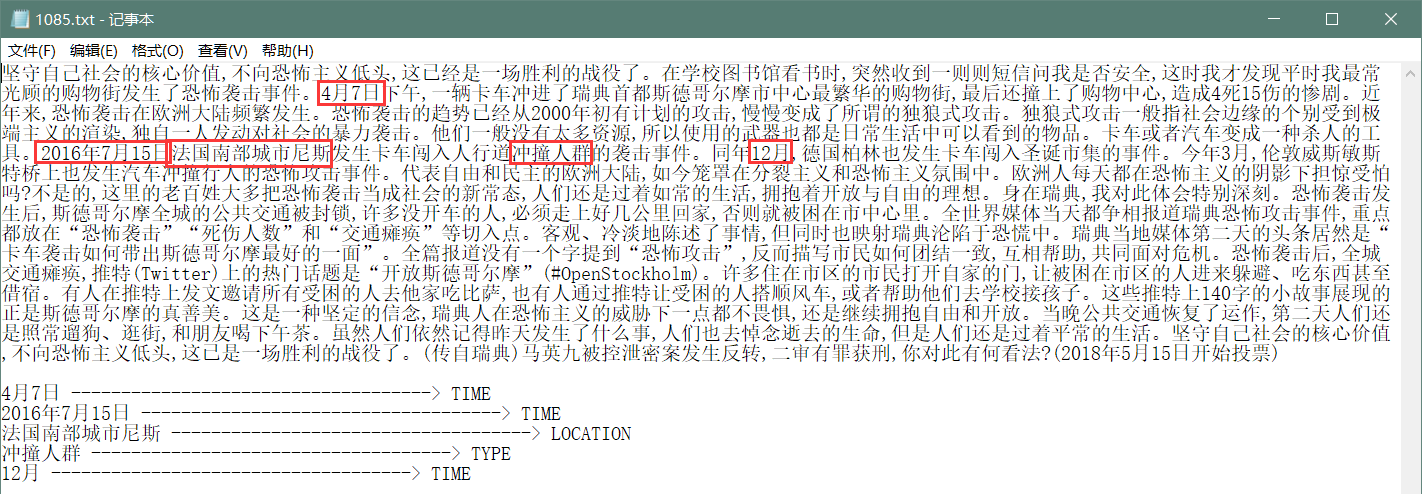 1085.txt - 记事本
文件(F) 编辑(E) 格式(O) 查看(V) 帮助(H)
坚守自己社会的核心价值,不向恐怖主义低头,这已经是一场胜利的战役了。在学校图书馆看书时,突然收到一则则短信问我是否安全,这时我才发现平时我最常
光顾的购物街发生了恐怖袭击事件。4月7日下午,一辆卡车冲进了瑞典首都斯德哥尔摩市中心最繁华的购物街,最后还撞上了购物中心,造成4死15伤的惨剧。近
年来,恐怖袭击在欧洲大陆频繁发生。恐怖袭击的趋势已经从2000年初有计划的攻击,慢慢变成了所谓的独狼式攻击。独狼式攻击一般指社会边缘的个别受到极
端主义的渲染,独自一人发动对社会的暴力袭击。他们一般没有太多资源,所以使用的武器也都是日常生活中可以看到的物品。卡车或者汽车变成一种杀人的工
具。2016年7月15日法国南部城市尼斯发生卡车闯入人行道冲撞人群的袭击事件。同年12月,德国柏林也发生卡车闯入圣诞市集的事件。今年3月,伦敦威斯敏斯
特桥上也发生汽车冲撞行人的恐怖攻击事件。代表自由和民主的欧洲大陆,如今笼罩在分裂主义和恐怖主义氛围中。欧洲人每天都在恐怖主义的阴影下担惊受怕
吗?不是的,这里的老百姓大多把恐怖袭击当成社会的新常态,人们还是过着如常的生活,拥抱着开放与自由的理想。身在瑞典,我对此体会特别深刻。恐怖袭击发
生后,斯德哥尔摩全城的公共交通被封锁,许多没开车的人,必须走上好几公里回家,否则就被困在市中心里。全世界媒体当天都争相报道瑞典恐怖攻击事件,重点
都放在“恐怖袭击”“死伤人数”和“交通瘫痪”等切入点。客观、冷淡地陈述了事情,但同时也映射瑞典沦陷于恐慌中。瑞典当地媒体第二天的头条居然是“
卡车袭击如何带出斯德哥尔摩最好的一面”。全篇报道没有一个字提到“恐怖攻击”,反而描写市民如何团结一致,互相帮助,共同面对危机。恐怖袭击后,全城
交通瘫痪,推特(Twitter)上的热门话题是“开放斯德哥尔摩”(#OpenStockholm)。许多住在市区的市民打开自家的门,让被困在市区的人进来躲避、吃东西甚至
借宿。有人在推特上发文邀请所有受困的人去他家吃比萨,也有人通过推特让受困的人搭顺风车,或者帮助他们去学校接孩子。这些推特上140字的小故事展现的
正是斯德哥尔摩的真善美。这是一种坚定的信念,瑞典人在恐怖主义的威胁下一点都不畏惧,还是继续拥抱自由和开放。当晚公共交通恢复了运作,第二天人们还
是照常遛狗、逛街,和朋友喝下午茶。虽然人们依然记得昨天发生了什么事,人们也去悼念逝去的生命,但是人们还是过着平常的生活。坚守自己社会的核心价值
,不向恐怖主义低头,这已是一场胜利的战役了。(传自瑞典)马英九被控泄密案发生反转,二审有罪获刑,你对此有何看法?(2018年5月15日开始投票)
4月7日 ------------------------------------> TIME
2016年7月15日 ------------------------------------> TIME
法国南部城市尼斯 ------------------------------------> LOCATION
冲撞人群 ------------------------------------> TYPE
12月 ------------------------------------> TIME